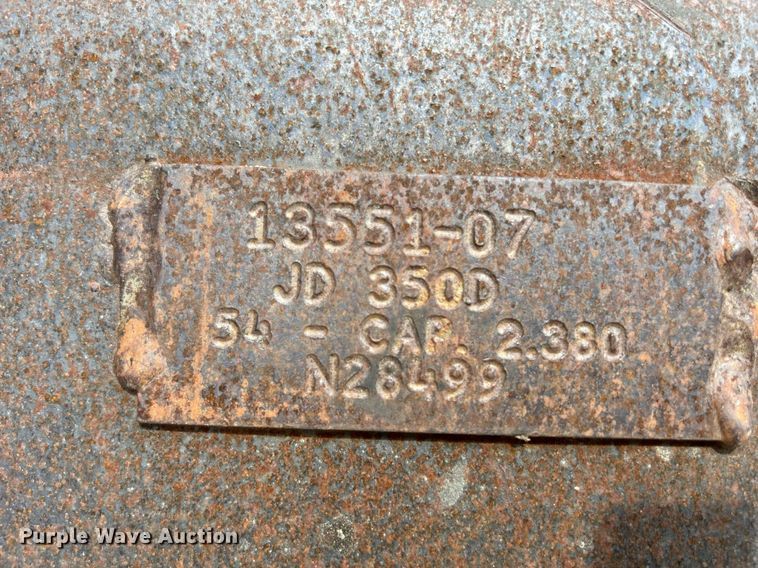 13551-07
JD 350D
54 - CAP. 2.380
N28499
Purple Wave Auction